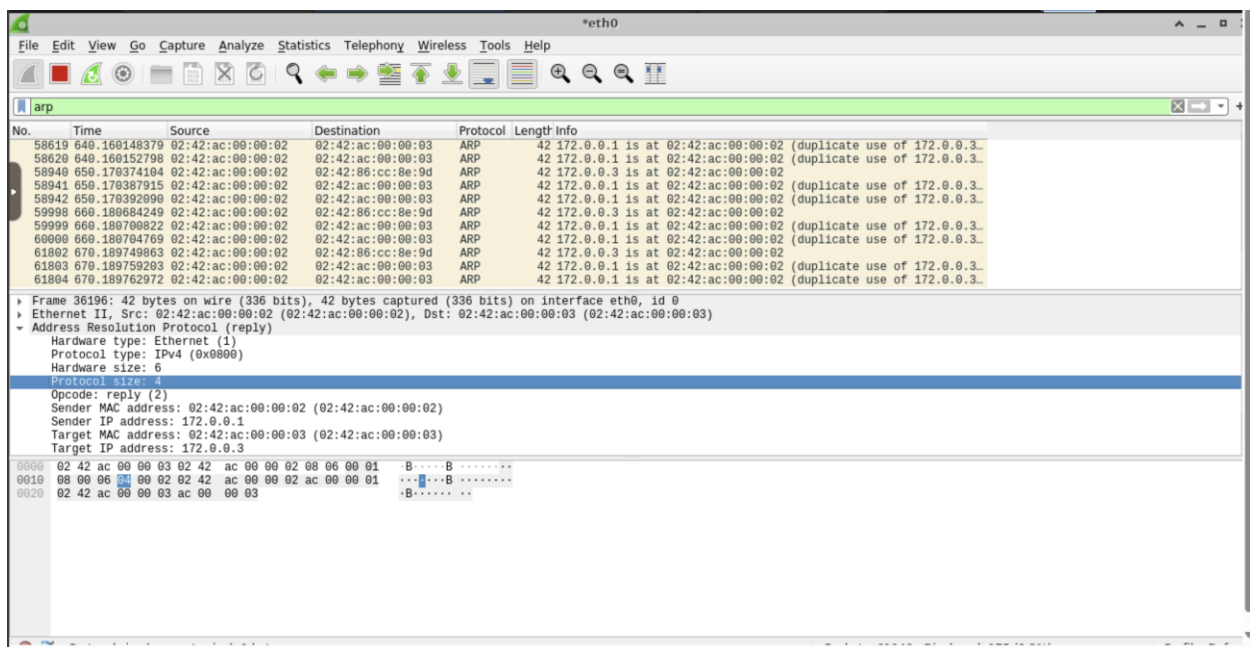 *eth0
File Edit View Go Capture Analyze Statistics Telephony Wireless Tools Help
arp
No. Time Source Destination Protocol Length Info
58619 640.160148379 02:42:ac:00:00:02 02:42:ac:00:00:03 ARP 42 172.0.0.1 is at 02:42:ac:00:00:02 (duplicate use of 172.0.0.3…
58620 640.160152798 02:42:ac:00:00:02 02:42:ac:00:00:03 ARP 42 172.0.0.1 is at 02:42:ac:00:00:02 (duplicate use of 172.0.0.3…
58940 650.170374104 02:42:ac:00:00:02 02:42:86:cc:8e:9d ARP 42 172.0.0.3 is at 02:42:ac:00:00:02
58941 650.170387915 02:42:ac:00:00:02 02:42:ac:00:00:03 ARP 42 172.0.0.1 is at 02:42:ac:00:00:02 (duplicate use of 172.0.0.3…
58942 650.170392090 02:42:ac:00:00:02 02:42:ac:00:00:03 ARP 42 172.0.0.1 is at 02:42:ac:00:00:02 (duplicate use of 172.0.0.3…
59998 660.180684249 02:42:ac:00:00:02 02:42:86:cc:8e:9d ARP 42 172.0.0.3 is at 02:42:ac:00:00:02
59999 660.180700822 02:42:ac:00:00:02 02:42:ac:00:00:03 ARP 42 172.0.0.1 is at 02:42:ac:00:00:02 (duplicate use of 172.0.0.3…
60000 660.180704769 02:42:ac:00:00:02 02:42:ac:00:00:03 ARP 42 172.0.0.1 is at 02:42:ac:00:00:02 (duplicate use of 172.0.0.3…
61802 670.189749863 02:42:ac:00:00:02 02:42:86:cc:8e:9d ARP 42 172.0.0.3 is at 02:42:ac:00:00:02
61803 670.189759203 02:42:ac:00:00:02 02:42:ac:00:00:03 ARP 42 172.0.0.1 is at 02:42:ac:00:00:02 (duplicate use of 172.0.0.3…
61804 670.189762972 02:42:ac:00:00:02 02:42:ac:00:00:03 ARP 42 172.0.0.1 is at 02:42:ac:00:00:02 (duplicate use of 172.0.0.3…
Frame 36196: 42 bytes on wire (336 bits), 42 bytes captured (336 bits) on interface eth0, id 0
Ethernet II, Src: 02:42:ac:00:00:02 (02:42:ac:00:00:02), Dst: 02:42:ac:00:00:03 (02:42:ac:00:00:03)
Address Resolution Protocol (reply)
Hardware type: Ethernet (1)
Protocol type: IPv4 (0x0800)
Hardware size: 6
Protocol size: 4
Opcode: reply (2)
Sender MAC address: 02:42:ac:00:00:02 (02:42:ac:00:00:02)
Sender IP address: 172.0.0.1
Target MAC address: 02:42:ac:00:00:03 (02:42:ac:00:00:03)
Target IP address: 172.0.0.3
0000 02 42 ac 00 00 03 02 42 ac 00 00 02 08 06 00 01 ·B·····B ········
0010 08 00 06 04 00 02 02 42 ac 00 00 02 ac 00 00 01 ·······B ········
0020 02 42 ac 00 00 03 ac 00 00 03 ·B······ ··